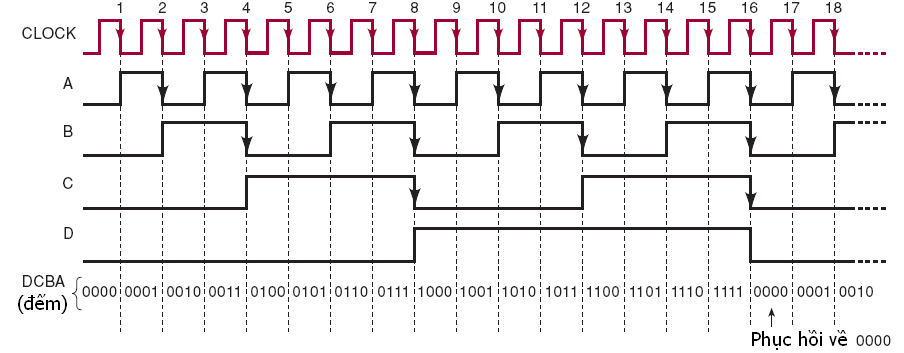 1 2 3 4 5 6 7 8 9 10 11 12 13 14 15 16 17 18
CLOCK
A
B
C
D
DCBA
(đếm)
0000 0001 0010 0011 0100 0101 0110 0111 1000 1001 1010 1011 1100 1101 1110 1111 0000 0001 0010
Phục hồi về 0000